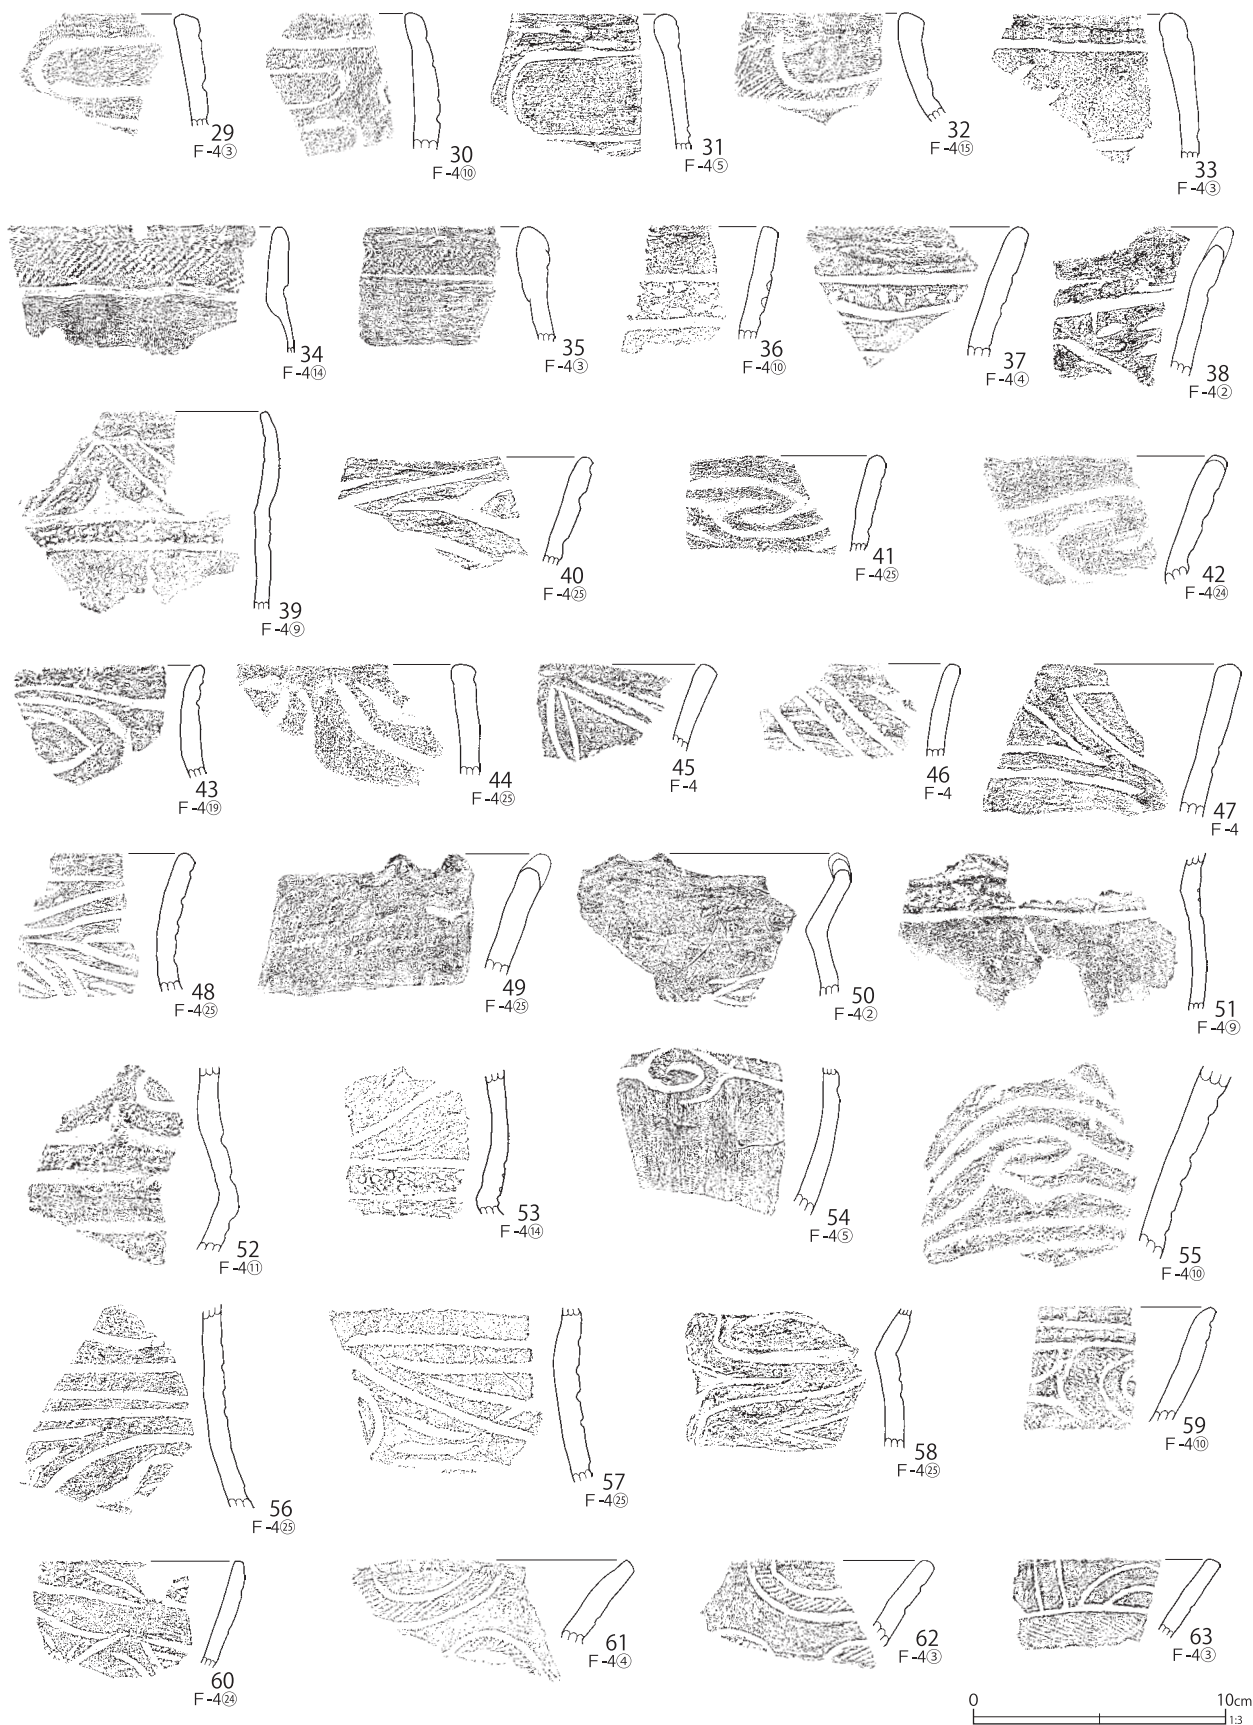 29
F-4③
30
F-4⑩
31
F-4⑤
32
F-4⑮
33
F-4③
34
F-4⑭
35
F-4③
36
F-4⑩
37
F-4④
38
F-4②
39
F-4⑨
40
F-4㉕
41
F-4㉕
42
F-4㉔
43
F-4⑲
44
F-4㉕
45
F-4
46
F-4
47
F-4
48
F-4㉕
49
F-4㉕
50
F-4②
51
F-4⑨
52
F-4⑪
53
F-4⑭
54
F-4⑤
55
F-4⑩
56
F-4㉕
57
F-4㉕
58
F-4㉕
59
F-4⑩
60
F-4㉔
61
F-4④
62
F-4③
63
F-4③
0 10cm
1:3